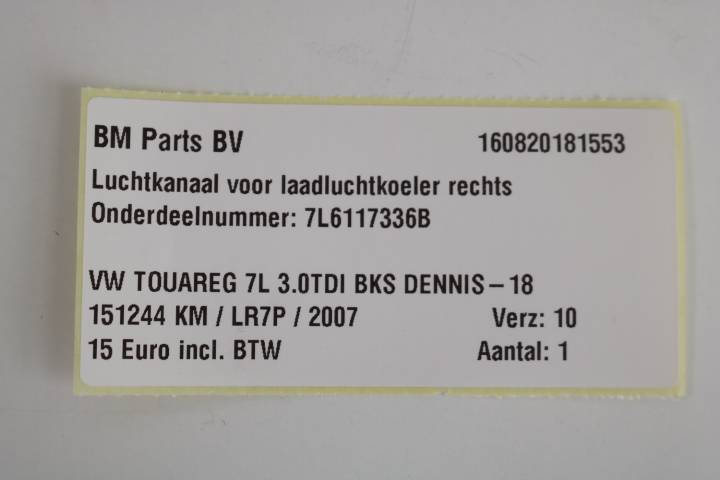 BM Parts BV 160820181553
Luchtkanaal voor laadluchtkoeler rechts
Onderdeelnummer: 7L6117336B
VW TOUAREG 7L 3.0TDI BKS DENNIS – 18
151244 KM / LR7P / 2007 Verz: 10
15 Euro incl. BTW Aantal: 1